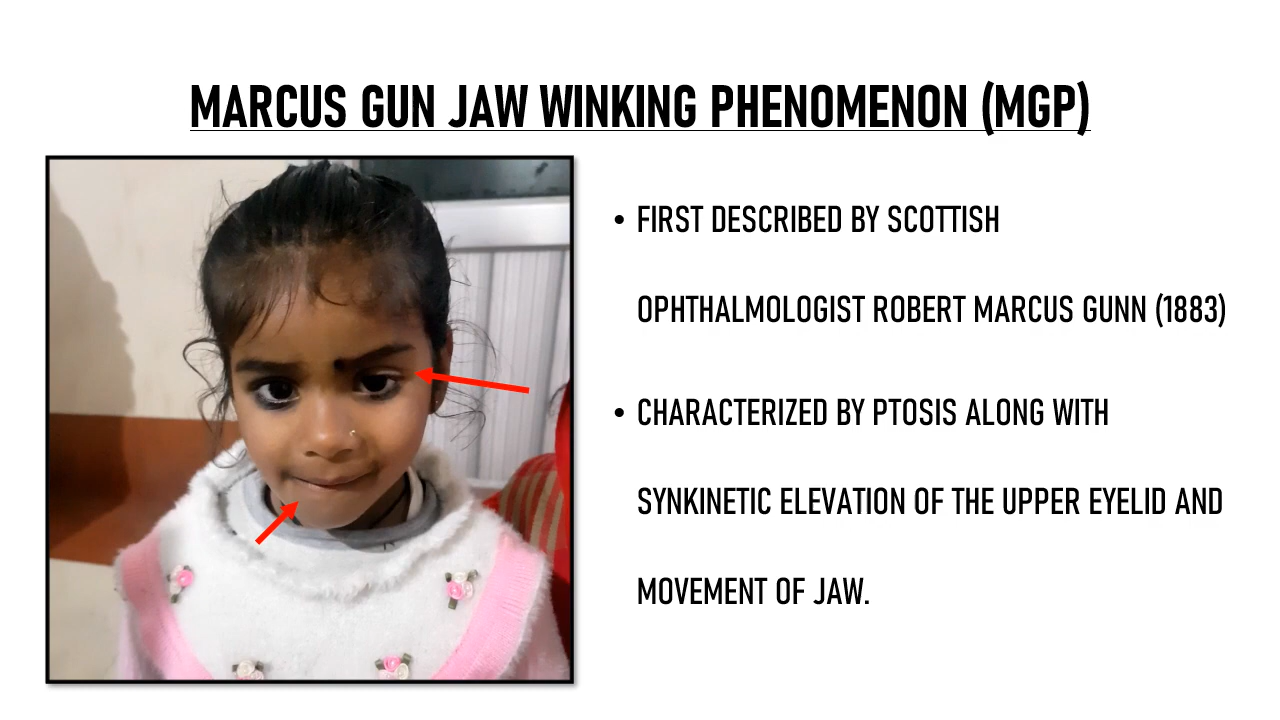 MARCUS GUN JAW WINKING PHENOMENON (MGP)
• FIRST DESCRIBED BY SCOTTISH
OPHTHALMOLOGIST ROBERT MARCUS GUNN (1883)
• CHARACTERIZED BY PTOSIS ALONG WITH
SYNKINETIC ELEVATION OF THE UPPER EYELID AND
MOVEMENT OF JAW.